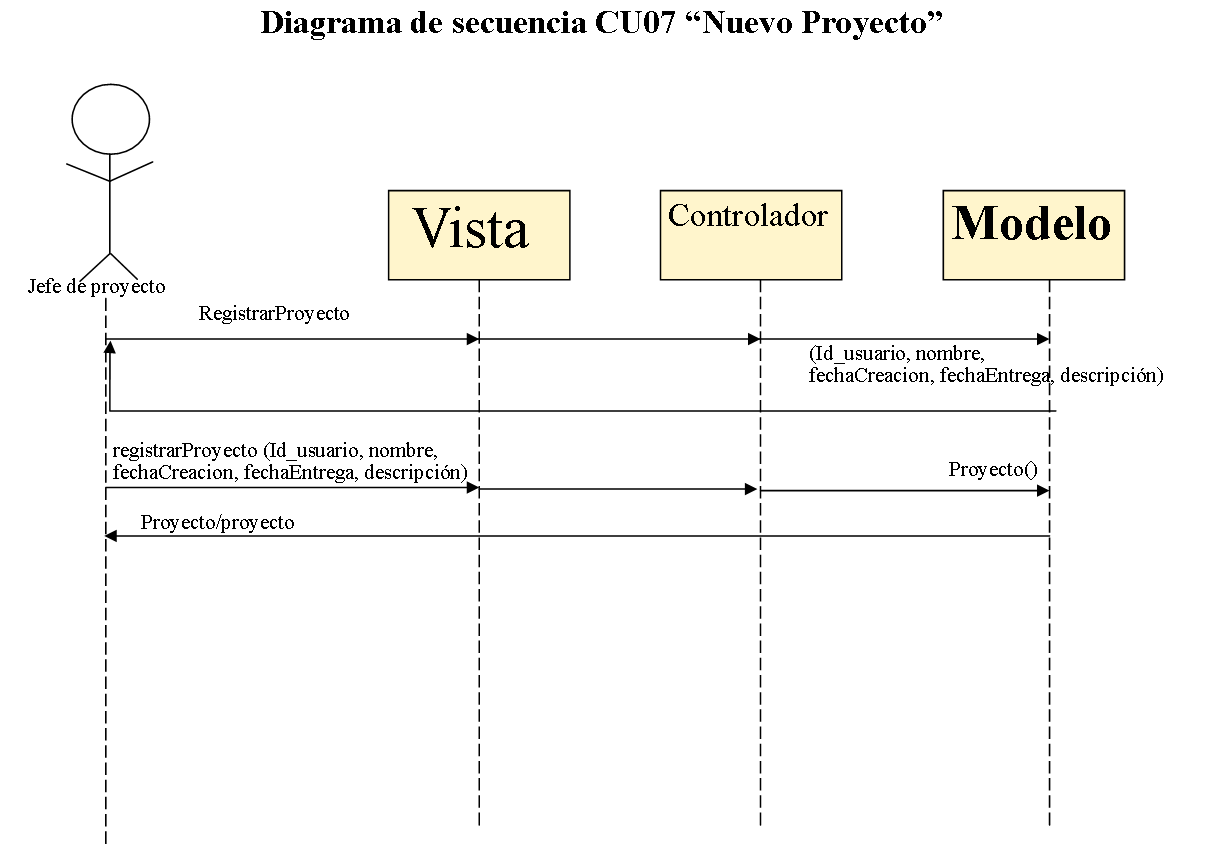 Diagrama de secuencia CU07 “Nuevo Proyecto”
Vista
Controlador
Modelo
Jefe de proyecto
RegistrarProyecto
(Id_usuario, nombre,
fechaCreacion, fechaEntrega, descripción)
registrarProyecto (Id_usuario, nombre,
fechaCreacion, fechaEntrega, descripción)
Proyecto()
Proyecto/proyecto